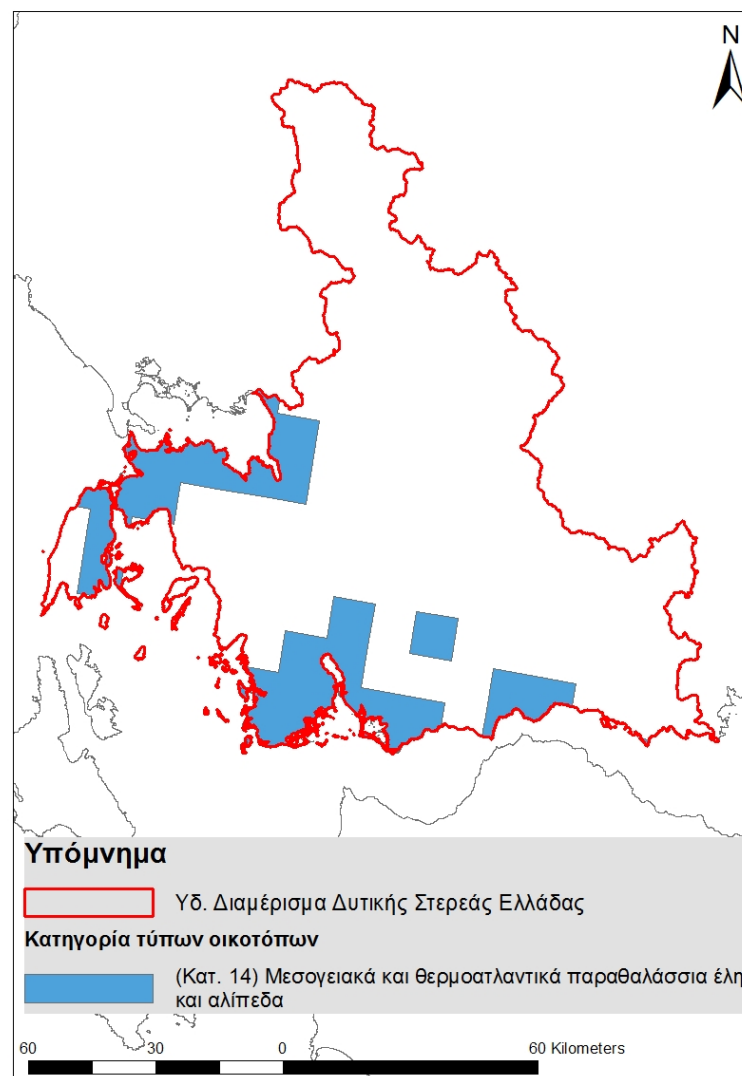 N
Υπόμνημα
Υδ. Διαμέρισμα Δυτικής Στερεάς Ελλάδας
Κατηγορία τύπων οικοτόπων
(Κατ. 14) Μεσογειακά και θερμοατλαντικά παραθαλάσσια έλη
και αλίπεδα
60 30 0 60 Kilometers